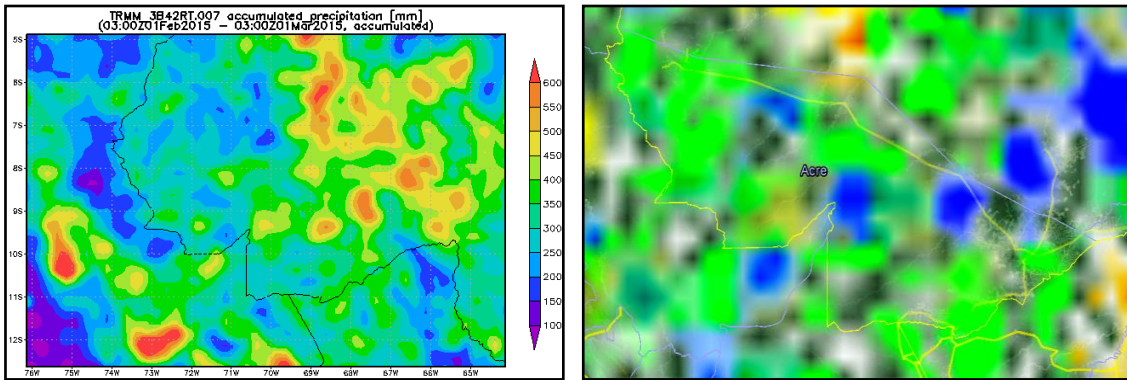 TRMM_3B42RT.007 accumulated precipitation [mm]
(03:00Z01Feb2015 – 03:00Z01Mar2015, accumulated)
5S
6S
7S
8S
9S
10S
11S
12S
76W 75W 74W 73W 72W 71W 70W 69W 68W 67W 66W 65W
600
550
500
450
400
350
300
250
200
150
100
Acre